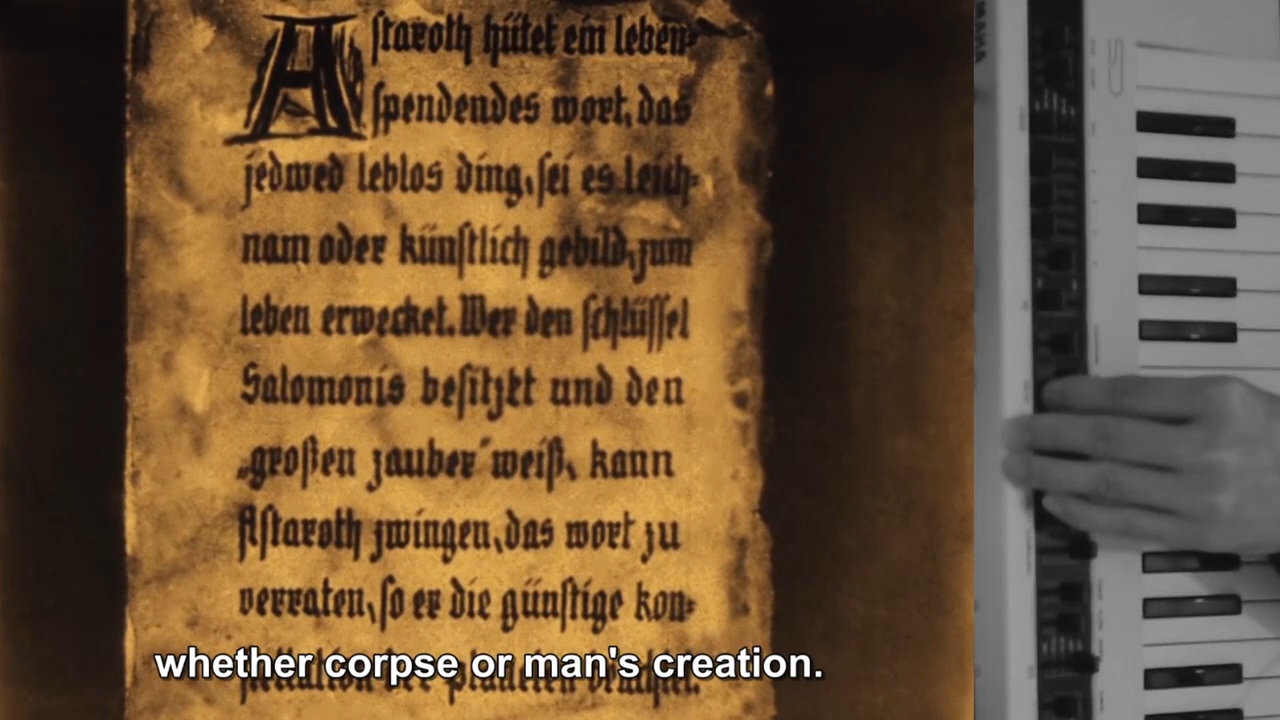 Aſtaroth hütet ein leben-
ſpendendes wort, das
jedwed leblos ding, ſei es leich-
nam oder künſtlich gebild, zum
leben erwecket. Wer den ſchlüſſel
Salomonis beſitzt und den
„großen zauber“ weiß, kann
Aſtaroth zwingen, das wort zu
verraten, ſo er die günſtige kon-
whether corpse or man's creation.